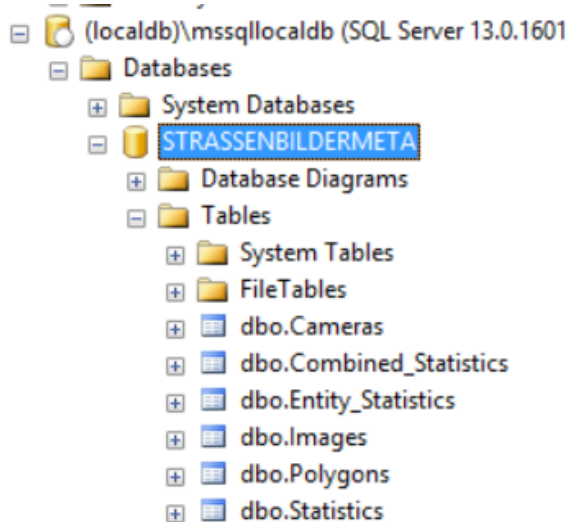 (localdb)\mssqllocaldb (SQL Server 13.0.1601
Databases
System Databases
STRASSENBILDERMETA
Database Diagrams
Tables
System Tables
FileTables
dbo.Cameras
dbo.Combined_Statistics
dbo.Entity_Statistics
dbo.Images
dbo.Polygons
dbo.Statistics